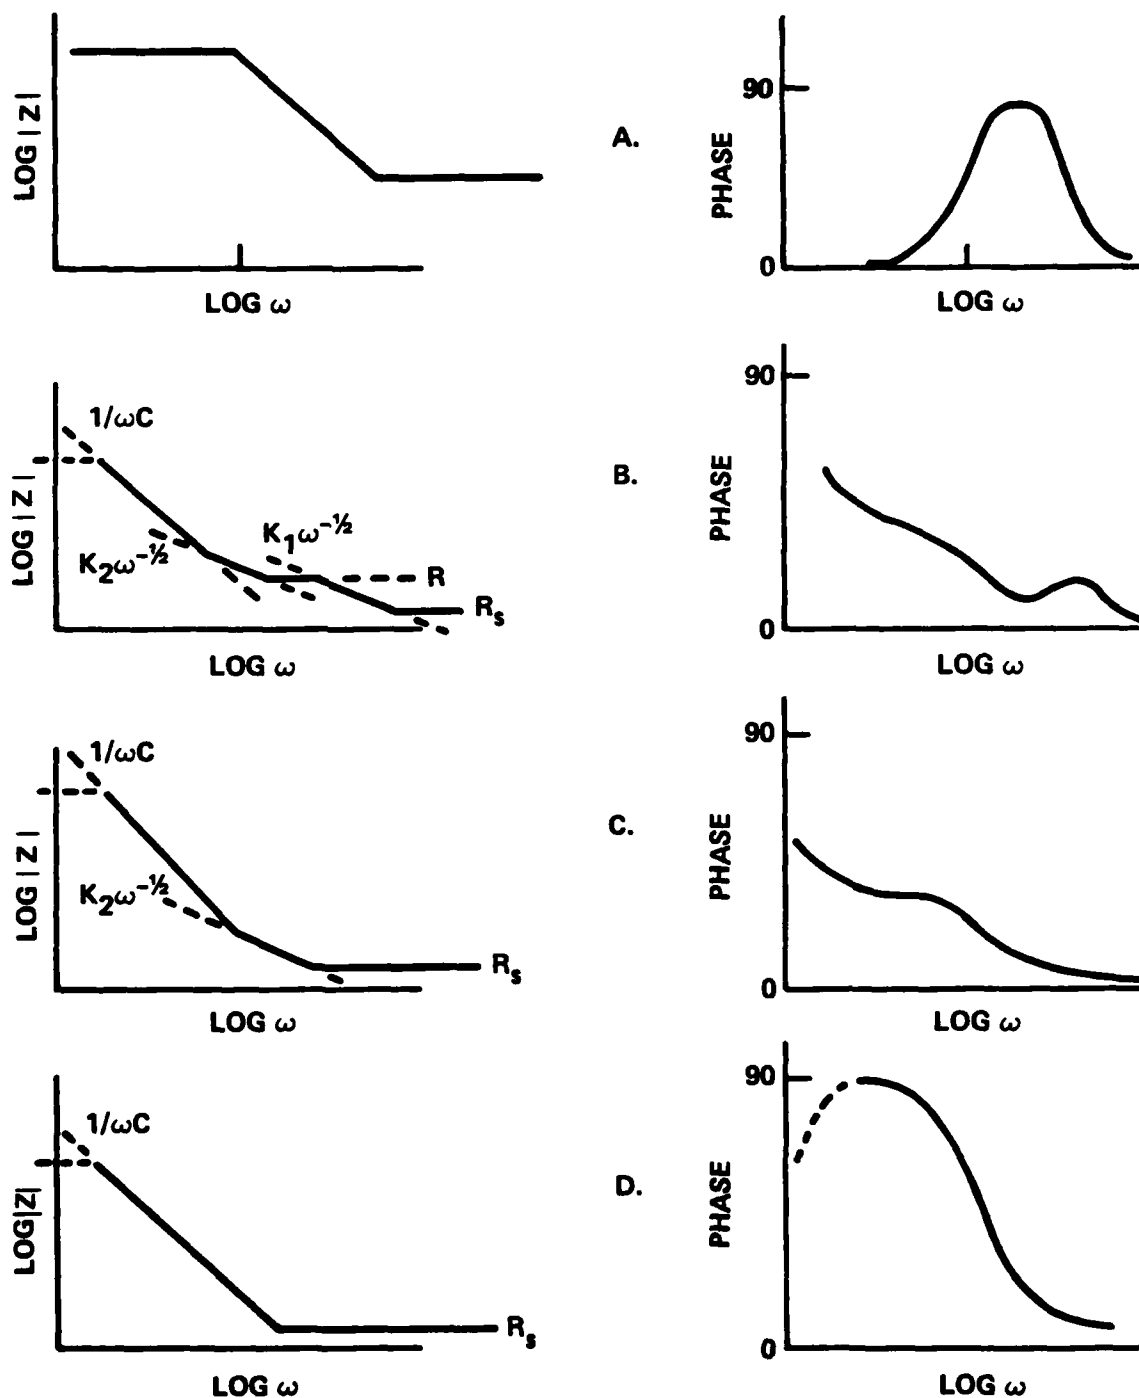 LOG |Z|
LOG ω
A.
PHASE
90
0
LOG ω
LOG |Z|
1/ωC
K₂ω⁻½
K₁ω⁻½
R
Rₛ
LOG ω
B.
PHASE
90
0
LOG ω
LOG |Z|
1/ωC
K₂ω⁻½
Rₛ
LOG ω
C.
PHASE
90
0
LOG ω
LOG|Z|
1/ωC
Rₛ
LOG ω
D.
PHASE
90
0
LOG ω